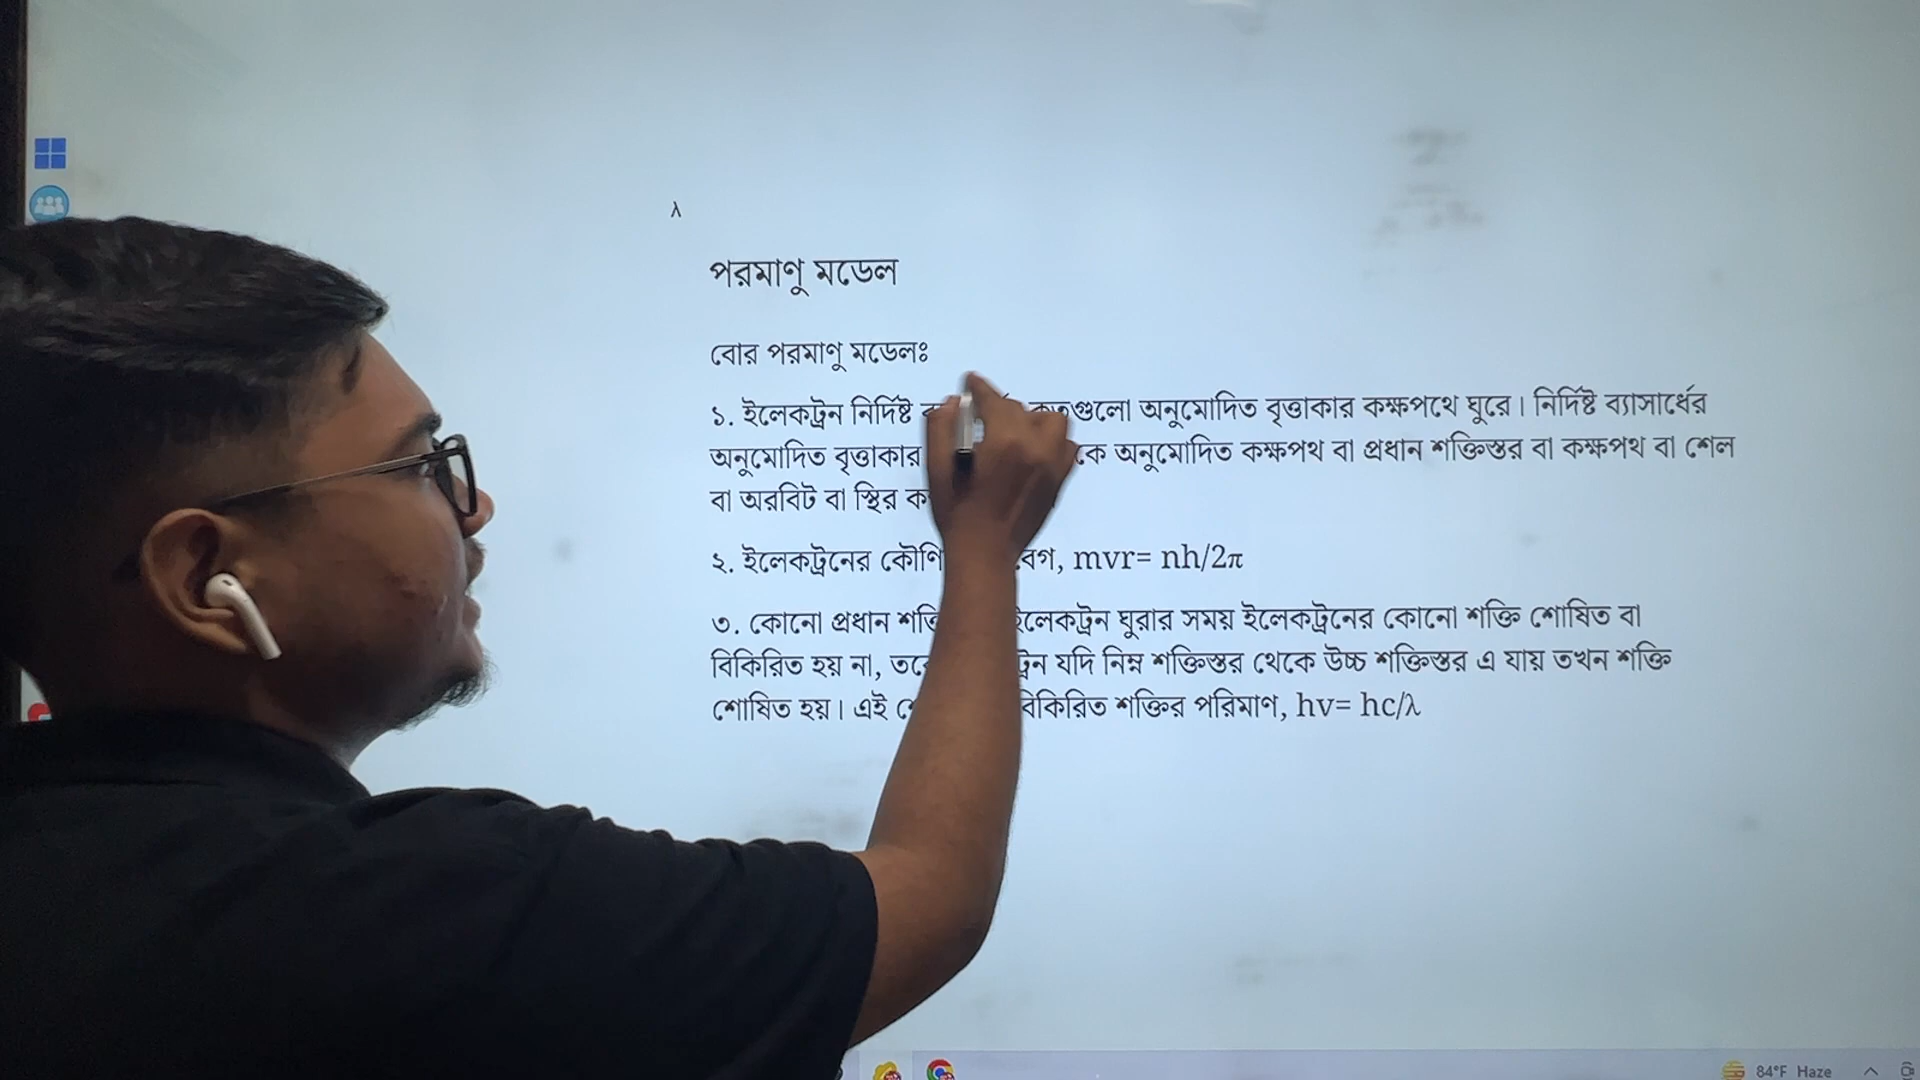 λ
পরমাণু মডেল
বোর পরমাণু মডেলঃ
১. ইলেকট্রন নির্দিষ্ট কতগুলো অনুমোদিত বৃত্তাকার কক্ষপথে ঘুরে। নির্দিষ্ট ব্যাসার্ধের
অনুমোদিত বৃত্তাকার কে অনুমোদিত কক্ষপথ বা প্রধান শক্তিস্তর বা কক্ষপথ বা শেল
বা অরবিট বা স্থির
২. ইলেকট্রনের mvr= nh/2π
৩. কোনো প্রধান ইলেকট্রন ঘুরার সময় ইলেকট্রনের কোনো শক্তি শোষিত বা
বিকিরিত হয় না, যদি নিম্ন শক্তিস্তর থেকে উচ্চ শক্তিস্তর এ যায় তখন শক্তি
শোষিত হয়। এই বিকিরিত শক্তির পরিমাণ, hv= hc/λ
84°F Haze